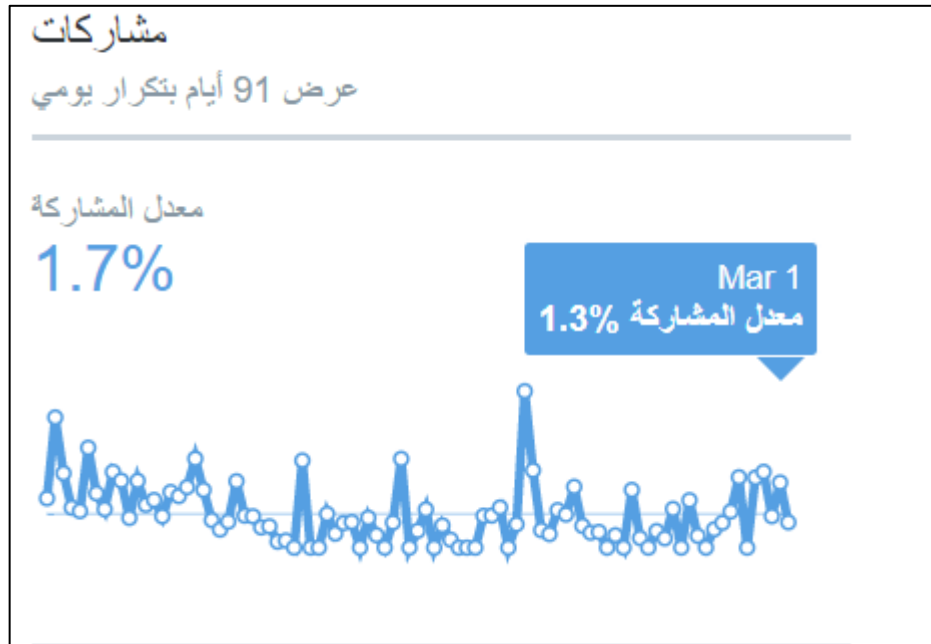 مشاركات
عرض 91 أيام بتكرار يومي
معدل المشاركة
1.7%
Mar 1
معدل المشاركة 1.3%